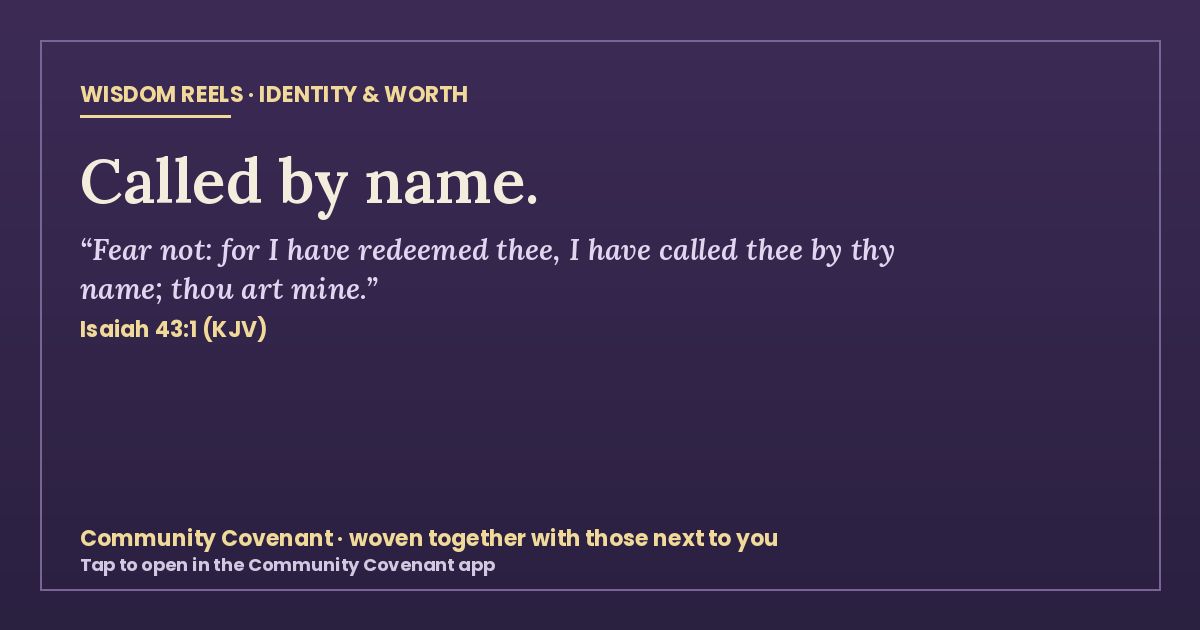 WISDOM REELS · IDENTITY & WORTH
Called by name.
“Fear not: for I have redeemed thee, I have called thee by thy
name; thou art mine.”
Isaiah 43:1 (KJV)
Community Covenant · woven together with those next to you
Tap to open in the Community Covenant app